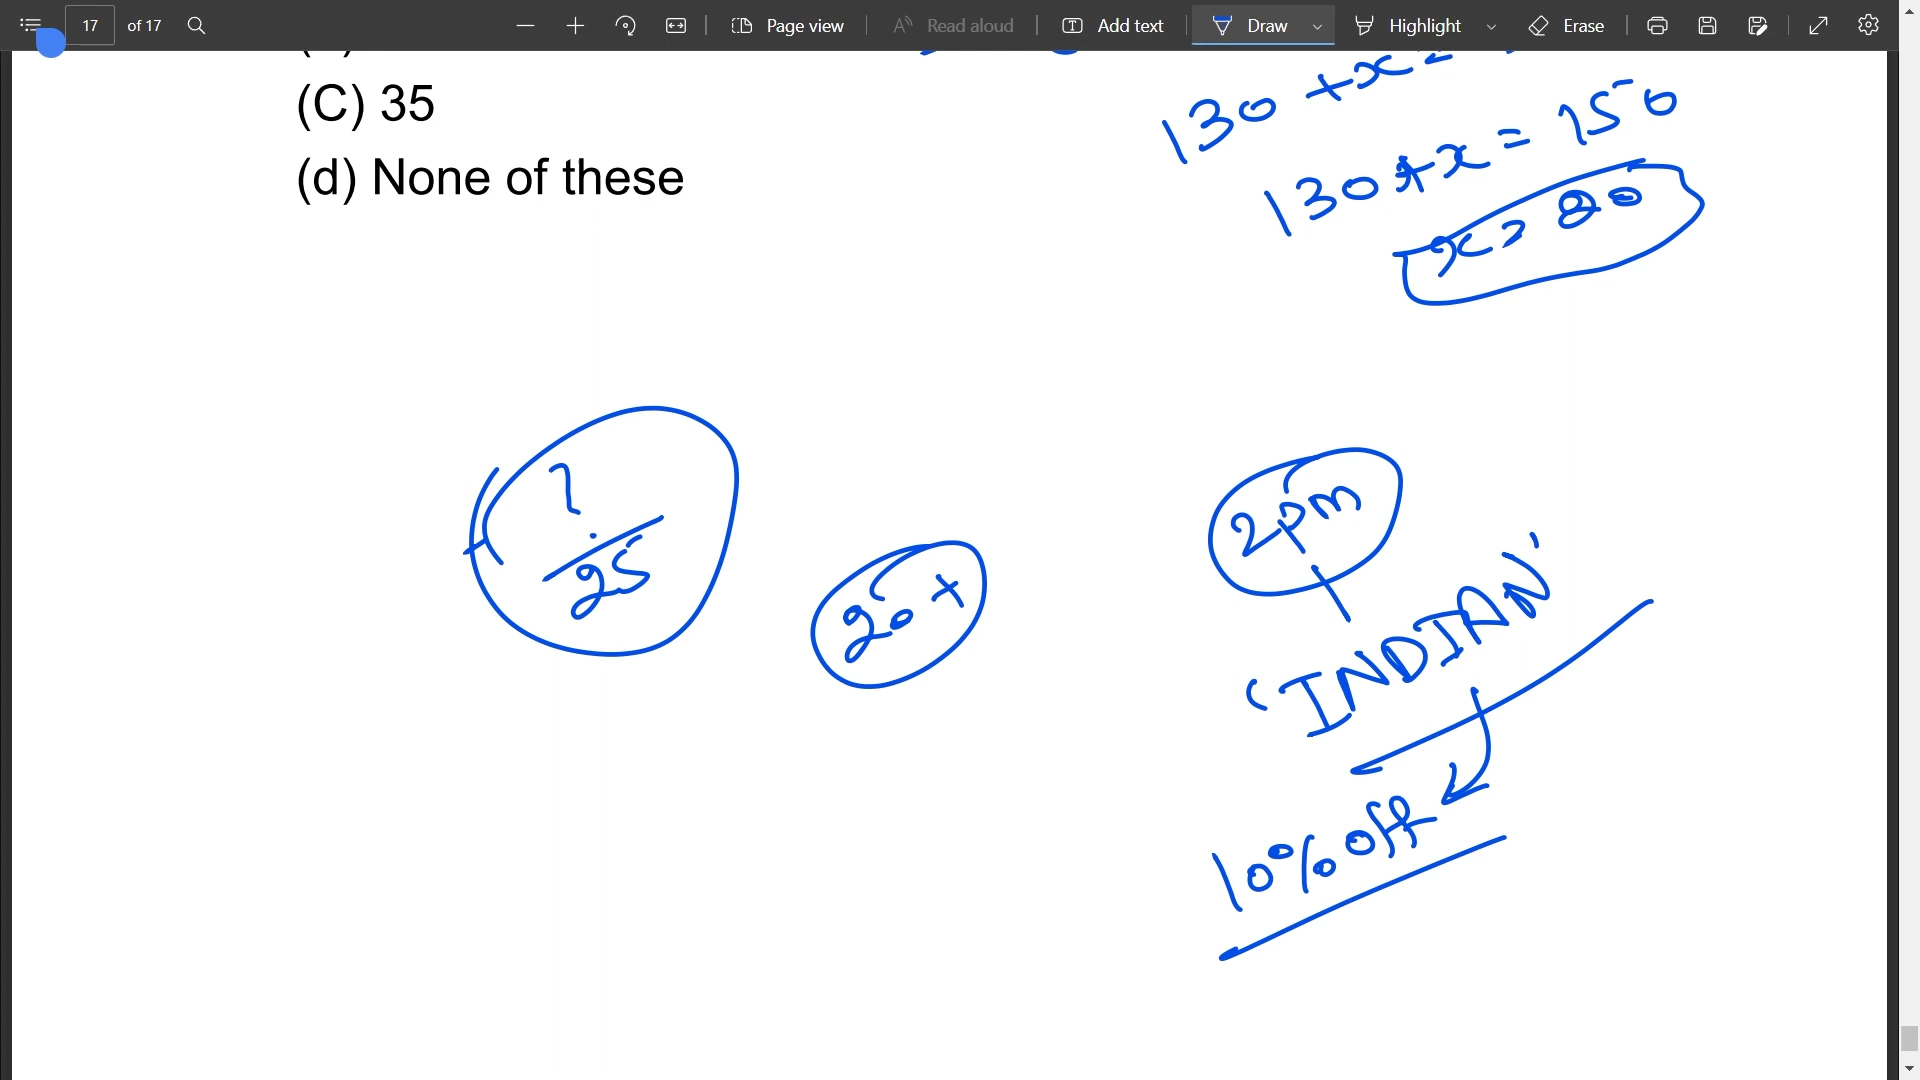 17 of 17 Page view Read aloud Add text Draw Highlight Erase
(C) 35
(d) None of these
130 + x =
130 + x = 150
x = 20
?
25
20+
2pm
'INDIAN'
10% off